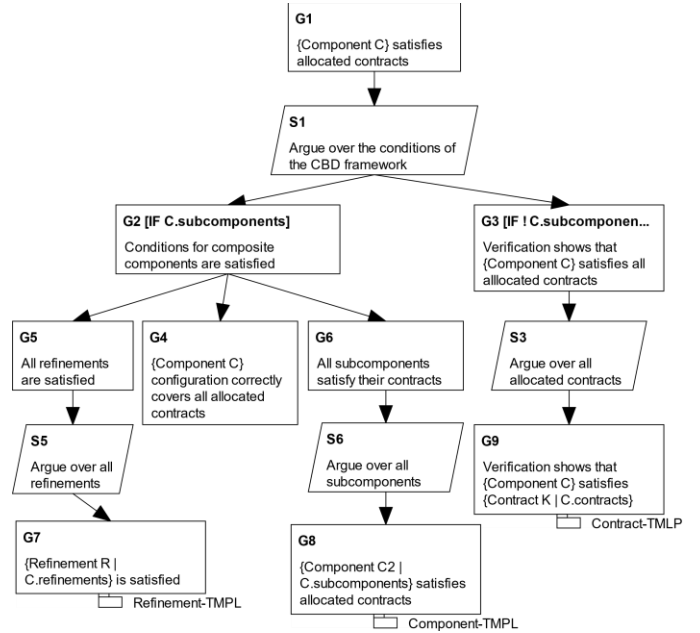 G1
{Component C} satisfies
allocated contracts
S1
Argue over the conditions of
the CBD framework
G2 [IF C.subcomponents]
Conditions for composite
components are satisfied
G3 [IF ! C.subcomponen...
Verification shows that
{Component C} satisfies all
alllocated contracts
G5
All refinements
are satisfied
G4
{Component C}
configuration correctly
covers all allocated
contracts
G6
All subcomponents
satisfy their contracts
S3
Argue over all
allocated contracts
S5
Argue over all
refinements
S6
Argue over all
subcomponents
G9
Verification shows that
{Component C} satisfies
{Contract K | C.contracts}
Contract-TMLP
G7
{Refinement R |
C.refinements} is satisfied
Refinement-TMPL
G8
{Component C2 |
C.subcomponents} satisfies
allocated contracts
Component-TMPL